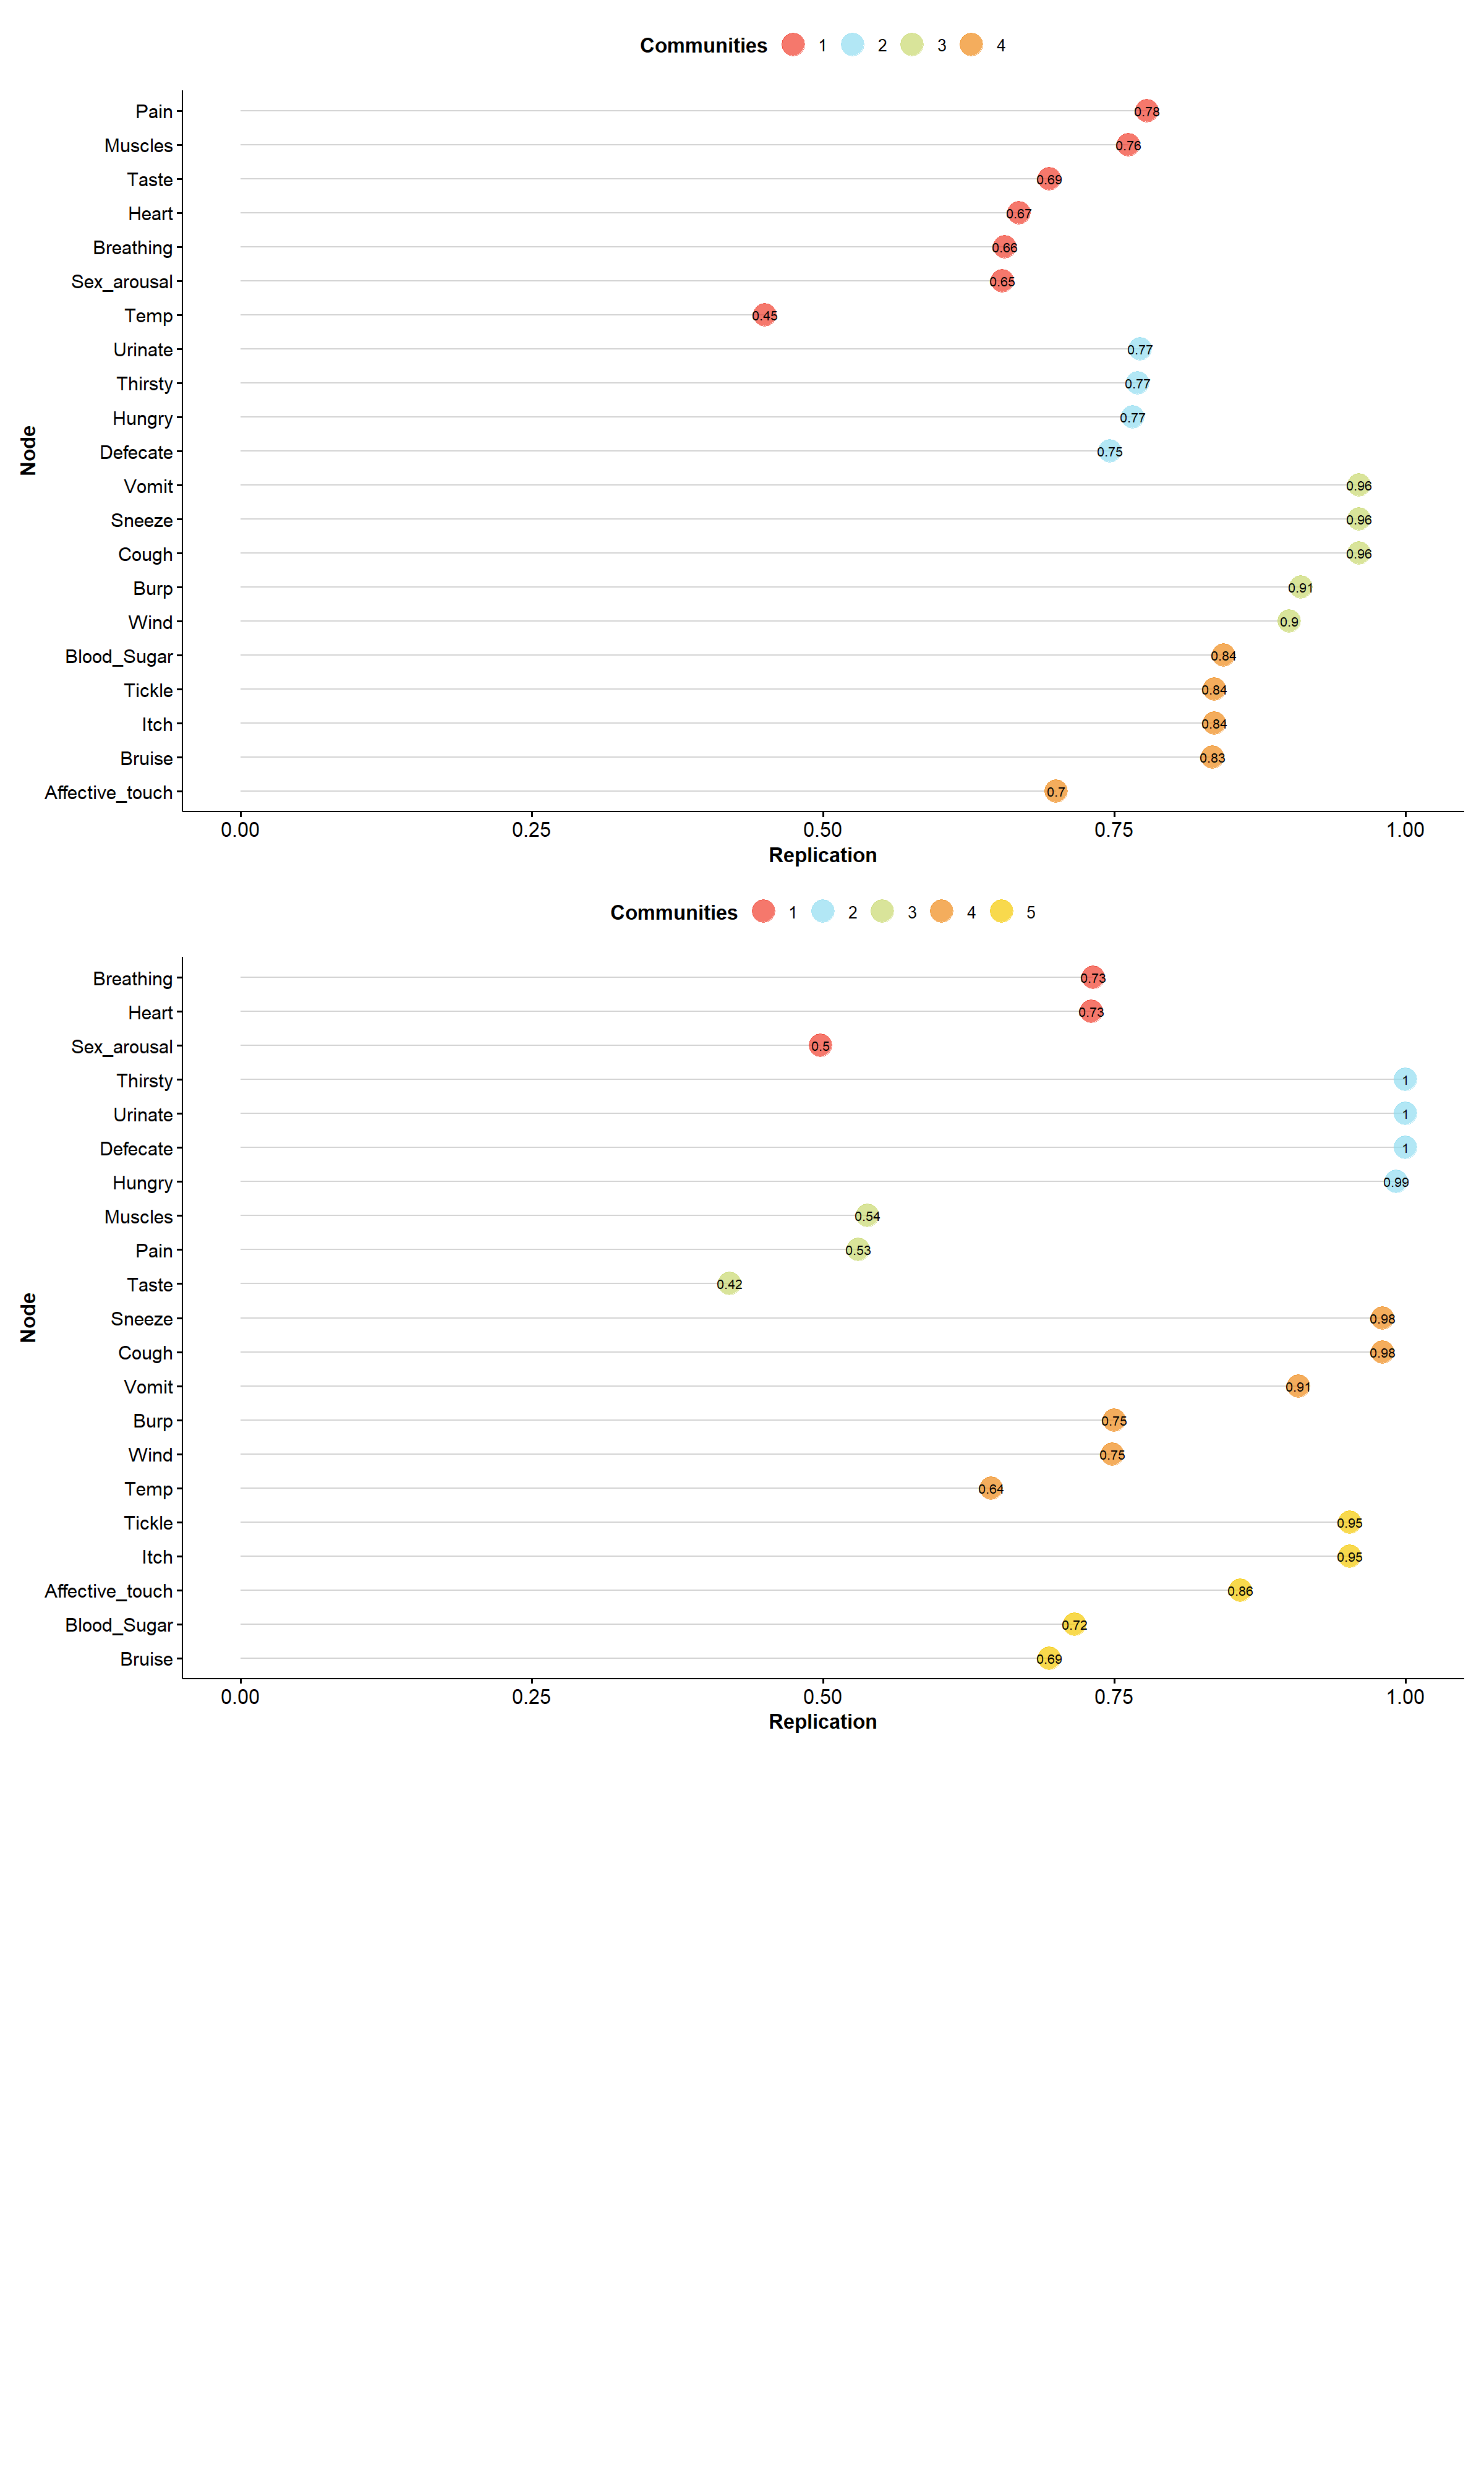 Communities 1 2 3 4
Pain 0.78
Muscles 0.76
Taste 0.69
Heart 0.67
Breathing 0.66
Sex_arousal 0.65
Temp 0.45
Urinate 0.77
Thirsty 0.77
Hungry 0.77
Defecate 0.75
Vomit 0.96
Sneeze 0.96
Cough 0.96
Burp 0.91
Wind 0.9
Blood_Sugar 0.84
Tickle 0.84
Itch 0.84
Bruise 0.83
Affective_touch 0.7
Node
0.00 0.25 0.50 0.75 1.00
Replication
Communities 1 2 3 4 5
Breathing 0.73
Heart 0.73
Sex_arousal 0.5
Thirsty 1
Urinate 1
Defecate 1
Hungry 0.99
Muscles 0.54
Pain 0.53
Taste 0.42
Sneeze 0.98
Cough 0.98
Vomit 0.91
Burp 0.75
Wind 0.75
Temp 0.64
Tickle 0.95
Itch 0.95
Affective_touch 0.86
Blood_Sugar 0.72
Bruise 0.69
Node
0.00 0.25 0.50 0.75 1.00
Replication